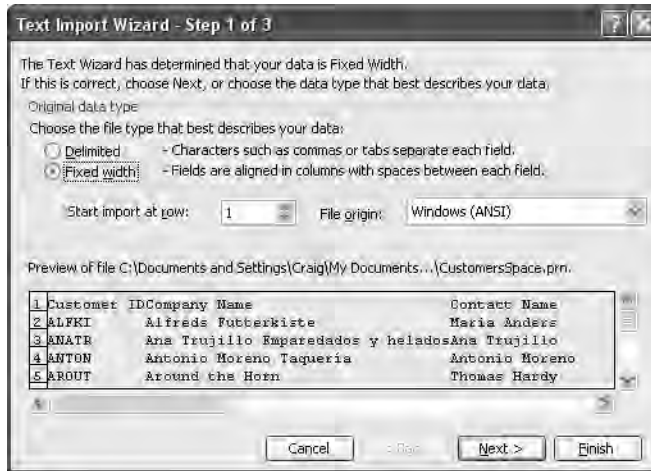 Text Import Wizard - Step 1 of 3
The Text Wizard has determined that your data is Fixed Width.
If this is correct, choose Next, or choose the data type that best describes your data.
Original data type
Choose the file type that best describes your data:
Delimited - Characters such as commas or tabs separate each field.
Fixed width - Fields are aligned in columns with spaces between each field.
Start import at row: 1 File origin: Windows (ANSI)
Preview of file C:\Documents and Settings\Craig\My Documents...\CustomersSpace.prn.
1 Customer IDCompany Name Contact Name
2 ALFKI Alfreds Futterkiste Maria Anders
3 ANATR Ana Trujillo Emparedados y heladosAna Trujillo
4 ANTON Antonio Moreno Taquería Antonio Moreno
5 AROUT Around the Horn Thomas Hardy
Cancel Next > Finish